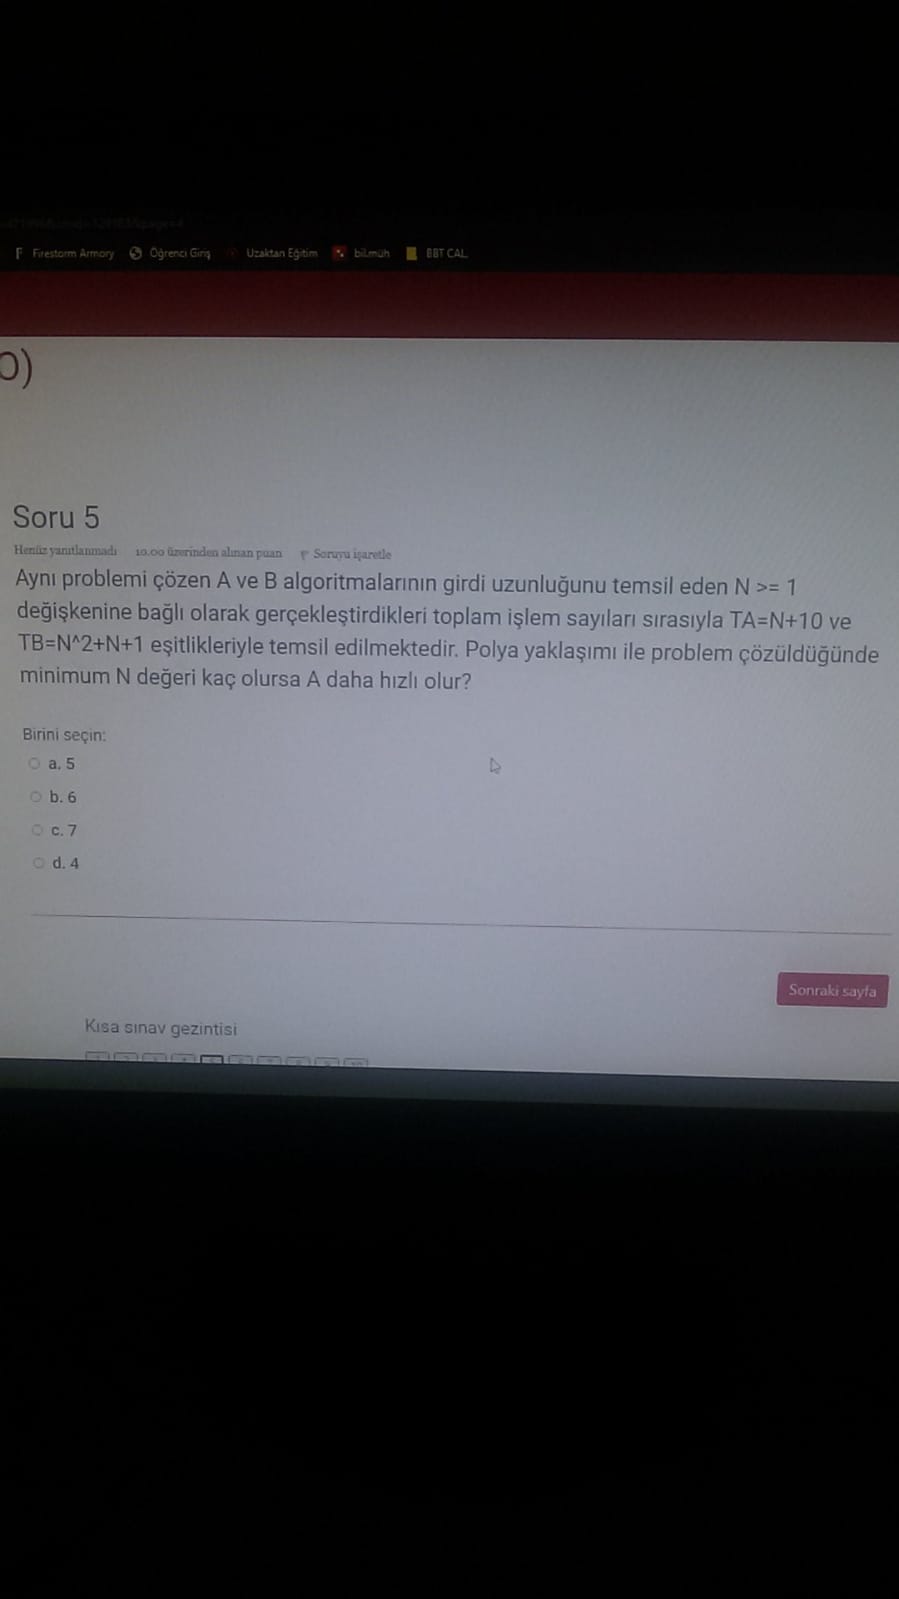 Firestorm Armory Öğrenci Giriş Uzaktan Eğitim bil.müh BBT CAL
Soru 5
Henüz yanıtlanmadı 10.00 üzerinden alınan puan Soruyu işaretle
Aynı problemi çözen A ve B algoritmalarının girdi uzunluğunu temsil eden N >= 1
değişkenine bağlı olarak gerçekleştirdikleri toplam işlem sayıları sırasıyla TA=N+10 ve
TB=N^2+N+1 eşitlikleriyle temsil edilmektedir. Polya yaklaşımı ile problem çözüldüğünde
minimum N değeri kaç olursa A daha hızlı olur?
Birini seçin:
a. 5
b. 6
c. 7
d. 4
Sonraki sayfa
Kısa sınav gezintisi